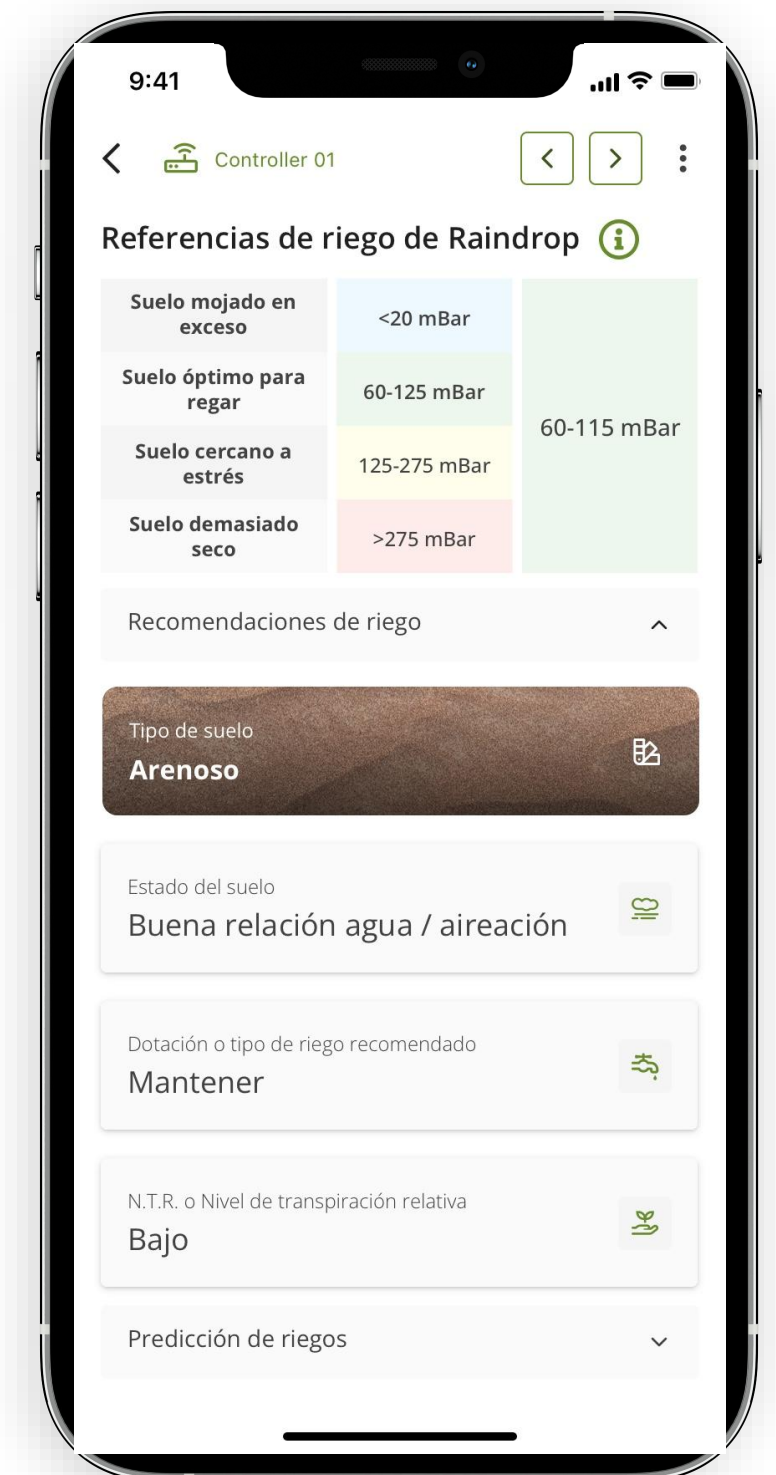 9:41
Controller 01
Referencias de riego de Raindrop
Suelo mojado en
exceso
<20 mBar
Suelo óptimo para
regar
60-125 mBar
60-115 mBar
Suelo cercano a
estrés
125-275 mBar
Suelo demasiado
seco
>275 mBar
Recomendaciones de riego
Tipo de suelo
Arenoso
Estado del suelo
Buena relación agua / aireación
Dotación o tipo de riego recomendado
Mantener
N.T.R. o Nivel de transpiración relativa
Bajo
Predicción de riegos